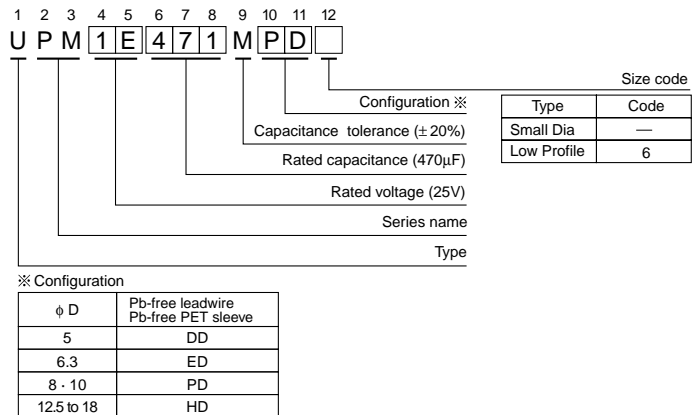 1 2 3 4 5 6 7 8 9 10 11 12
U P M 1 E 4 7 1 M P D
Size code
Configuration ※
Capacitance tolerance (± 20%)
Rated capacitance (470μF)
Rated voltage (25V)
Series name
Type
Type Code
Small Dia —
Low Profile 6
※ Configuration
ϕ D Pb-free leadwire
Pb-free PET sleeve
5 DD
6.3 ED
8 · 10 PD
12.5 to 18 HD